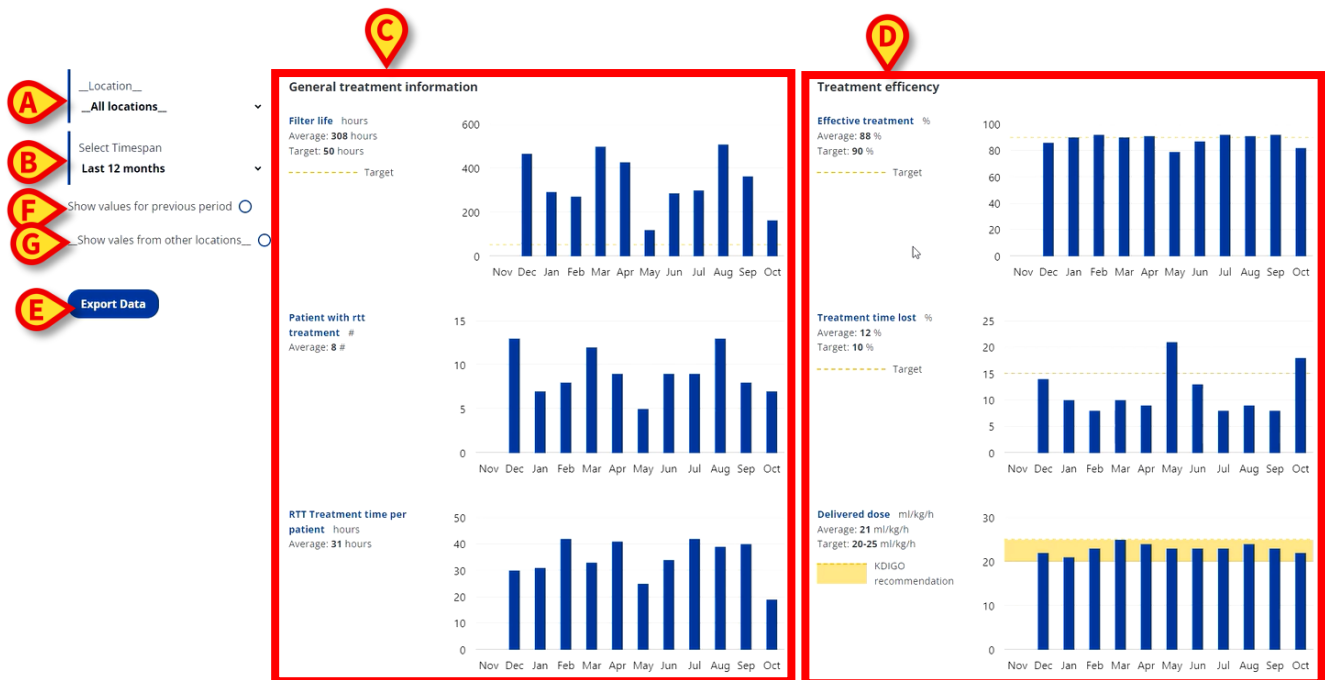 C
D
A
__Location__
__All locations__
B
Select Timespan
Last 12 months
F
Show values for previous period
G
__Show vales from other locations__
E
Export Data
General treatment information
Filter life hours
Average: 308 hours
Target: 50 hours
Target
600
400
200
0
Nov Dec Jan Feb Mar Apr May Jun Jul Aug Sep Oct
Patient with rtt
treatment #
Average: 8 #
15
10
5
0
Nov Dec Jan Feb Mar Apr May Jun Jul Aug Sep Oct
RTT Treatment time per
patient hours
Average: 31 hours
50
40
30
20
10
0
Nov Dec Jan Feb Mar Apr May Jun Jul Aug Sep Oct
Treatment efficency
Effective treatment %
Average: 88 %
Target: 90 %
Target
100
80
60
40
20
0
Nov Dec Jan Feb Mar Apr May Jun Jul Aug Sep Oct
Treatment time lost %
Average: 12 %
Target: 10 %
Target
25
20
15
10
5
0
Nov Dec Jan Feb Mar Apr May Jun Jul Aug Sep Oct
Delivered dose ml/kg/h
Average: 21 ml/kg/h
Target: 20-25 ml/kg/h
KDIGO
recommendation
30
20
10
0
Nov Dec Jan Feb Mar Apr May Jun Jul Aug Sep Oct